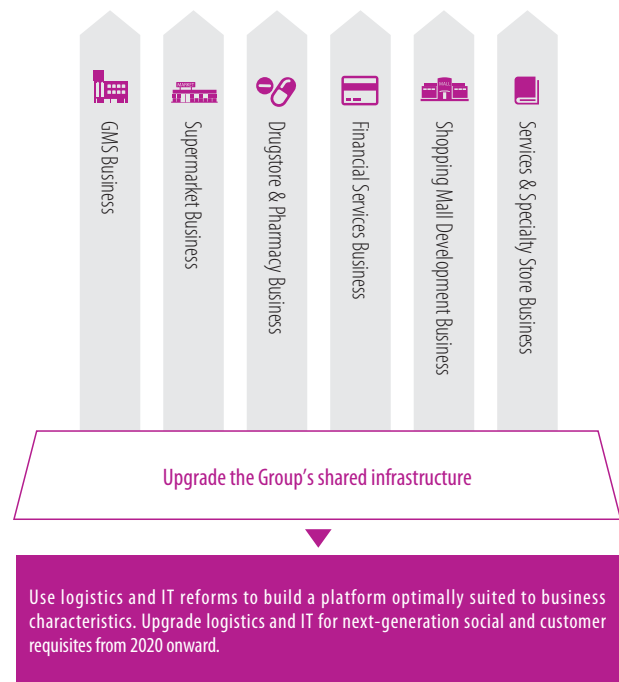 GMS Business
Supermarket Business
Drugstore & Pharmacy Business
Financial Services Business
Shopping Mall Development Business
Services & Specialty Store Business
Upgrade the Group's shared infrastructure
Use logistics and IT reforms to build a platform optimally suited to business
characteristics. Upgrade logistics and IT for next-generation social and customer
requisites from 2020 onward.